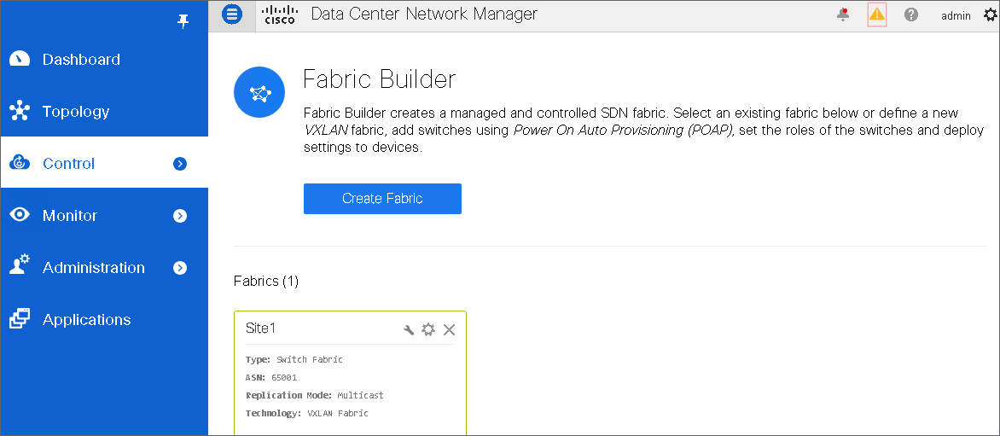 CISCO
Data Center Network Manager
admin
Dashboard
Topology
Control
Monitor
Administration
Applications
Fabric Builder
Fabric Builder creates a managed and controlled SDN fabric. Select an existing fabric below or define a new
VXLAN fabric, add switches using Power On Auto Provisioning (POAP), set the roles of the switches and deploy
settings to devices.
Create Fabric
Fabrics (1)
Site1
Type: Switch Fabric
ASN: 65001
Replication Mode: Multicast
Technology: VXLAN Fabric